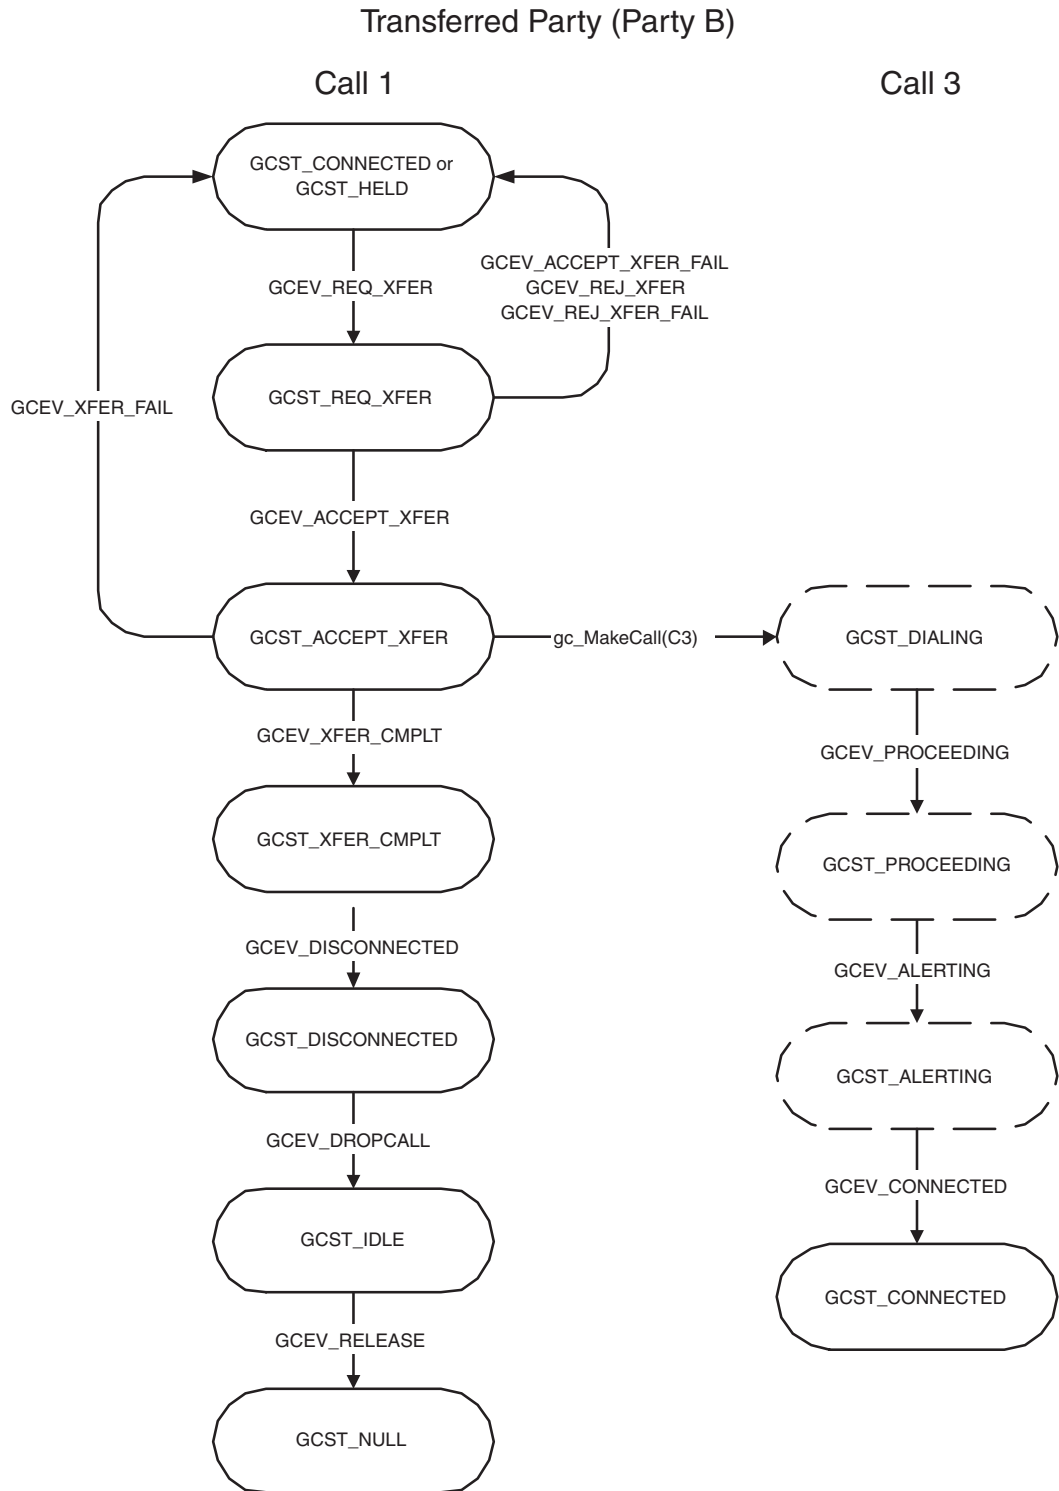 Transferred Party (Party B)
Call 1
Call 3
GCST_CONNECTED or
GCST_HELD
GCEV_REQ_XFER
GCEV_ACCEPT_XFER_FAIL
GCEV_REJ_XFER
GCEV_REJ_XFER_FAIL
GCST_REQ_XFER
GCEV_XFER_FAIL
GCEV_ACCEPT_XFER
GCST_ACCEPT_XFER
gc_MakeCall(C3)
GCST_DIALING
GCEV_XFER_CMPLT
GCEV_PROCEEDING
GCST_XFER_CMPLT
GCST_PROCEEDING
GCEV_DISCONNECTED
GCEV_ALERTING
GCST_DISCONNECTED
GCST_ALERTING
GCEV_DROPCALL
GCEV_CONNECTED
GCST_IDLE
GCST_CONNECTED
GCEV_RELEASE
GCST_NULL